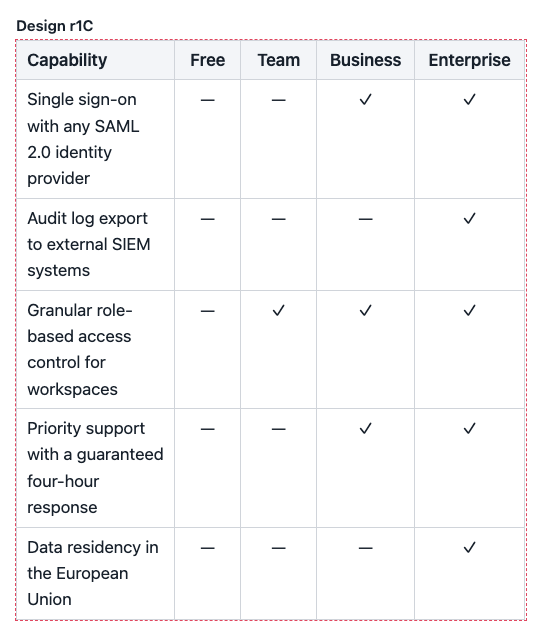 Design r1C
Capability Free Team Business Enterprise
Single sign-on — — ✓ ✓
with any SAML
2.0 identity
provider
Audit log export — — — ✓
to external SIEM
systems
Granular role- — ✓ ✓ ✓
based access
control for
workspaces
Priority support — — ✓ ✓
with a guaranteed
four-hour
response
Data residency in — — — ✓
the European
Union